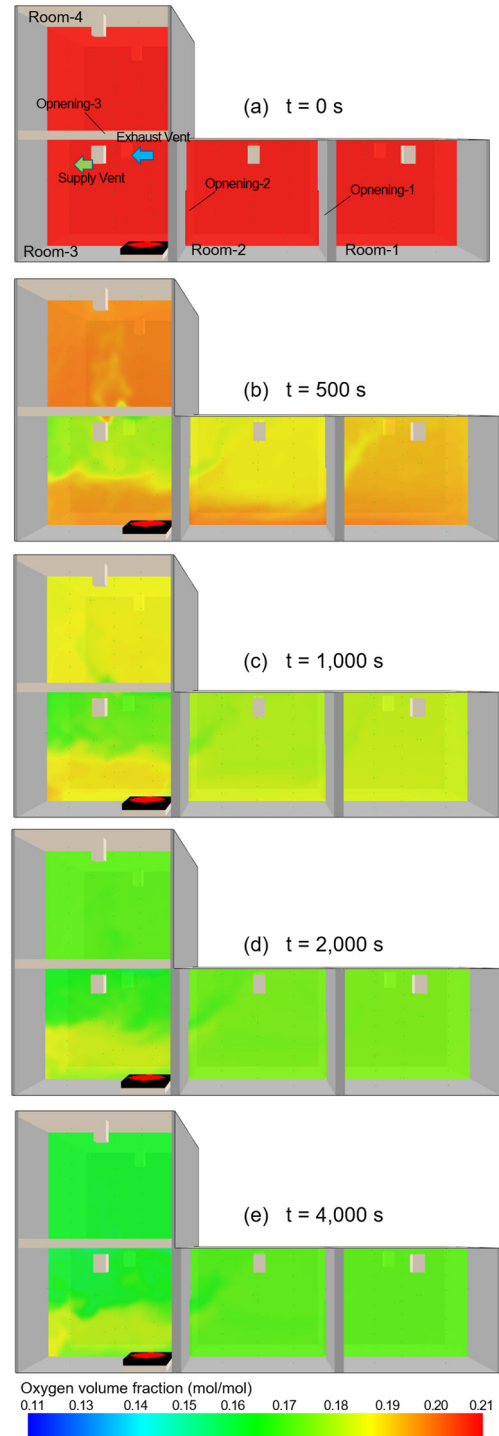 Room-4
Opnening-3
(a) t = 0 s
Exhaust Vent
Supply Vent
Opnening-2
Opnening-1
Room-3
Room-2
Room-1
(b) t = 500 s
(c) t = 1,000 s
(d) t = 2,000 s
(e) t = 4,000 s
Oxygen volume fraction (mol/mol)
0.11 0.13 0.14 0.15 0.16 0.17 0.18 0.19 0.20 0.21